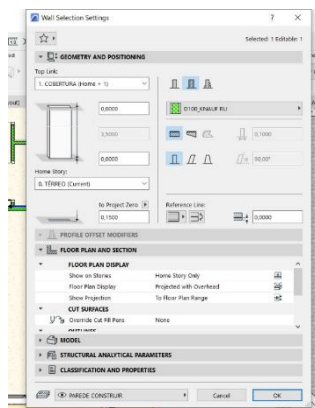 Wall Selection Settings ? ×
Selected: 1 Editable: 1
GEOMETRY AND POSITIONING
Top Link:
1. COBERTURA (Home + 1)
0,0000
D100_KNAUF RU
3,5000
0,1000
0,0000
90,00°
Home Story:
0. TÉRREO (Current)
to Project Zero
Reference Line:
0,1500
0,0000
PROFILE OFFSET MODIFIERS
FLOOR PLAN AND SECTION
FLOOR PLAN DISPLAY
Show on Stories Home Story Only
Floor Plan Display Projected with Overhead
Show Projection To Floor Plan Range
CUT SURFACES
Override Cut Fill Pens None
OUTLINES
MODEL
STRUCTURAL ANALYTICAL PARAMETERS
CLASSIFICATION AND PROPERTIES
PAREDE CONSTRUIR
Cancel
OK